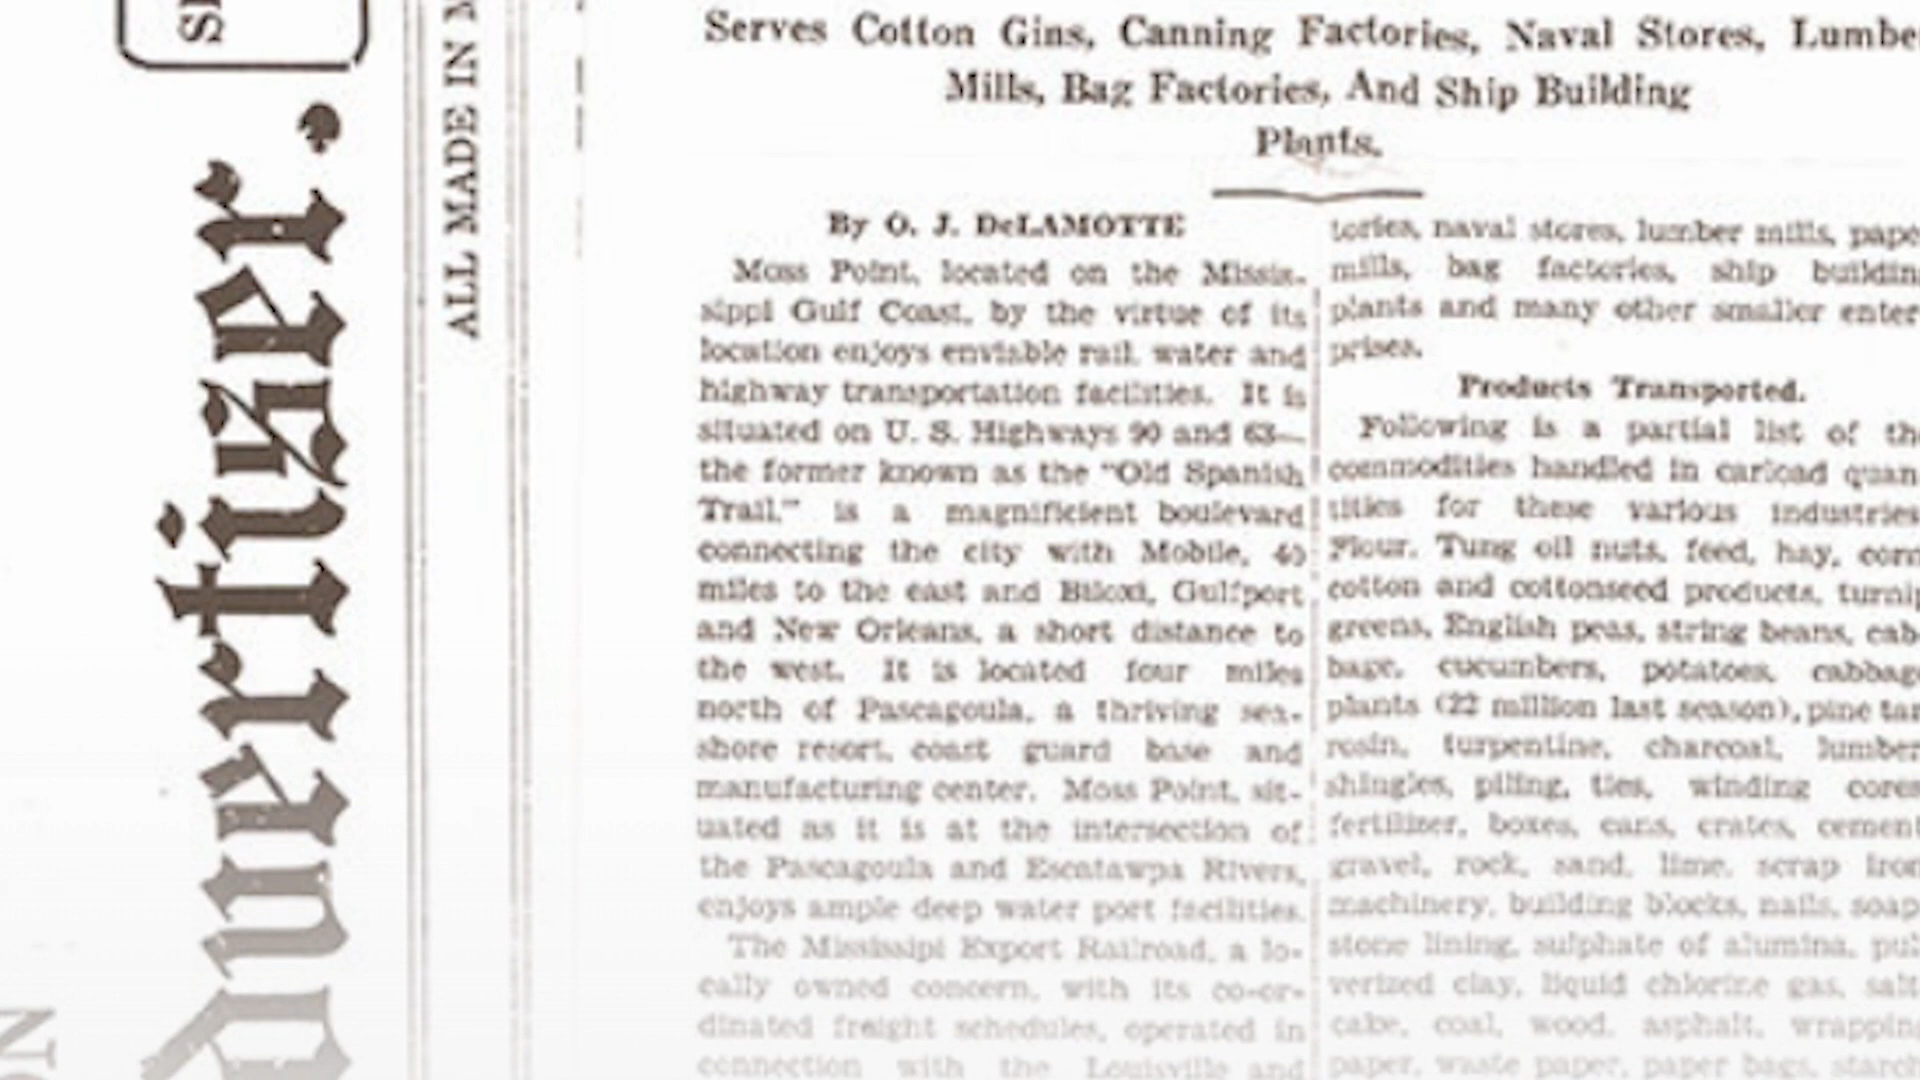 SE
vertiser.
ALL MADE IN M
ON
Serves Cotton Gins, Canning Factories, Naval Stores, Lumbe
Mills, Bag Factories, And Ship Building
Plants.
By O. J. DeLAMOTTE
Moss Point, located on the Missis-
sippi Gulf Coast, by the virtue of its
location enjoys enviable rail, water and
highway transportation facilities. It is
situated on U. S. Highways 90 and 63—
the former known as the "Old Spanish
Trail," is a magnificient boulevard
connecting the city with Mobile, 40
miles to the east and Biloxi, Gulfport
and New Orleans, a short distance to
the west. It is located four miles
north of Pascagoula, a thriving sea-
shore resort, coast guard base and
manufacturing center. Moss Point, sit-
uated as it is at the intersection of
the Pascagoula and Escatawpa Rivers,
enjoys ample deep water port facilities.
The Mississipi Export Railroad, a lo-
cally owned concern, with its co-or-
dinated freight schedules, operated in
connection with the Louisville and
tories, naval stores, lumber mills, pape
mills, bag factories, ship buildin
plants and many other smaller enter
prises.
Products Transported.
Following is a partial list of th
commodities handled in carload quan
tities for these various industries
Flour, Tung oil nuts, feed, hay, corn
cotton and cottonseed products, turnip
greens, English peas, string beans, cab-
bage, cucumbers, potatoes, cabbage
plants (22 million last season), pine tar
rosin, turpentine, charcoal, lumber
shingles, piling, ties, winding cores
fertilizer, boxes, cans, crates, cement
gravel, rock, sand, lime, scrap iron
machinery, building blocks, nails, soap
stone lining, sulphate of alumina, pul
verized clay, liquid chlorine gas, salt
cake, coal, wood, asphalt, wrapping
paper, waste paper, paper bags, starch